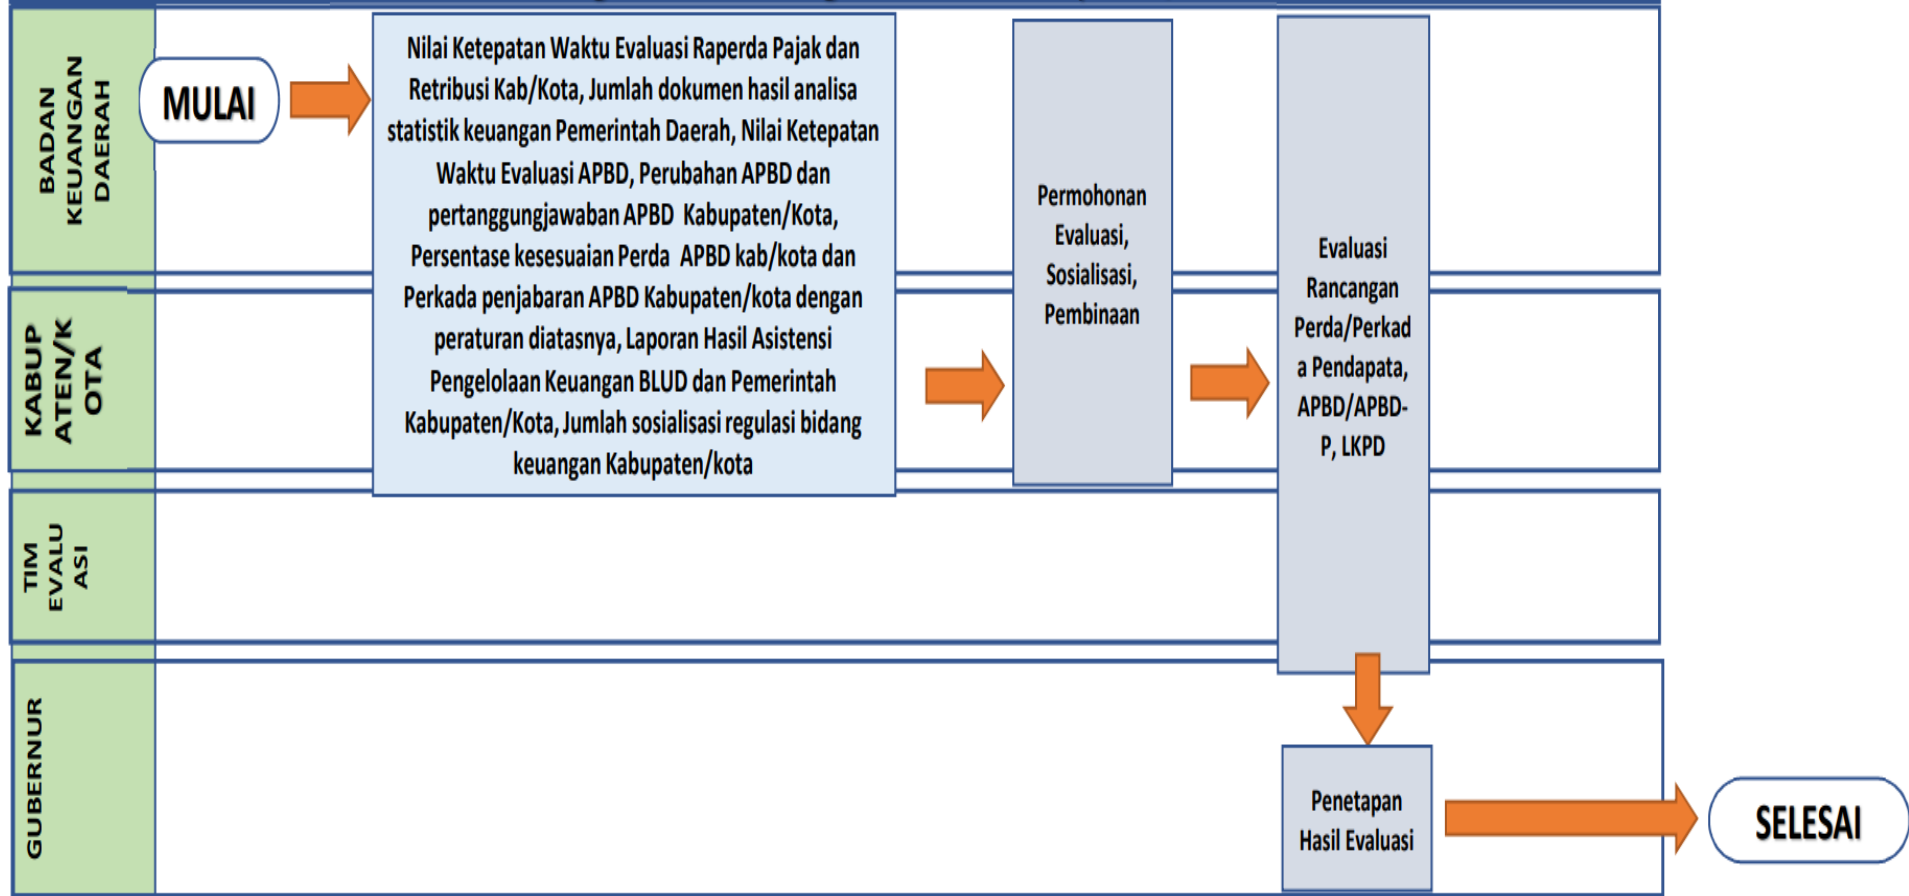 BADAN
KEUANGAN
DAERAH
MULAI
Nilai Ketepatan Waktu Evaluasi Raperda Pajak dan
Retribusi Kab/Kota, Jumlah dokumen hasil analisa
statistik keuangan Pemerintah Daerah, Nilai Ketepatan
Waktu Evaluasi APBD, Perubahan APBD dan
pertanggungjawaban APBD Kabupaten/Kota,
Persentase kesesuaian Perda APBD kab/kota dan
Perkada penjabaran APBD Kabupaten/kota dengan
peraturan diatasnya, Laporan Hasil Asistensi
Pengelolaan Keuangan BLUD dan Pemerintah
Kabupaten/Kota, Jumlah sosialisasi regulasi bidang
keuangan Kabupaten/kota
Permohonan
Evaluasi,
Sosialisasi,
Pembinaan
Evaluasi
Rancangan
Perda/Perkad
a Pendapata,
APBD/APBD-
P, LKPD
KABUP
ATEN/K
OTA
TIM
EVALU
ASI
GUBERNUR
Penetapan
Hasil Evaluasi
SELESAI